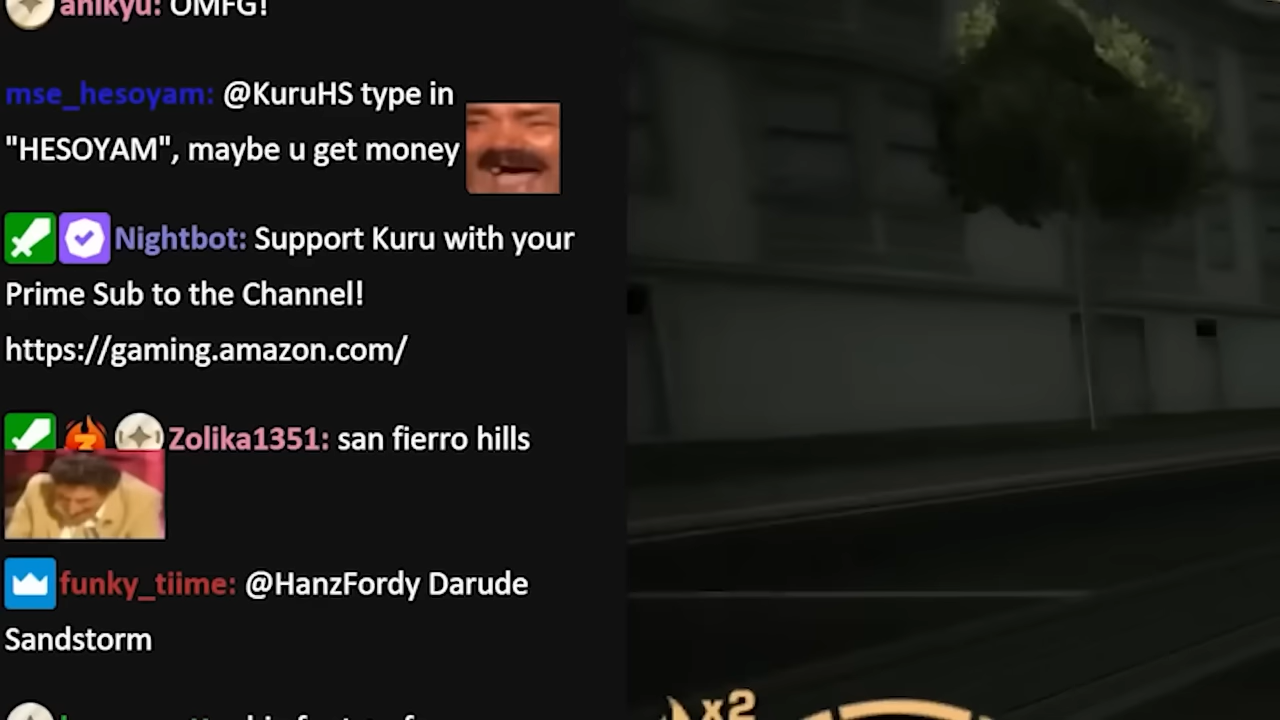 anikyu: OMFG!
mse_hesoyam: @KuruHS type in
"HESOYAM", maybe u get money
Nightbot: Support Kuru with your
Prime Sub to the Channel!
https://gaming.amazon.com/
Zolika1351: san fierro hills
funky_tiime: @HanzFordy Darude
Sandstorm
x2